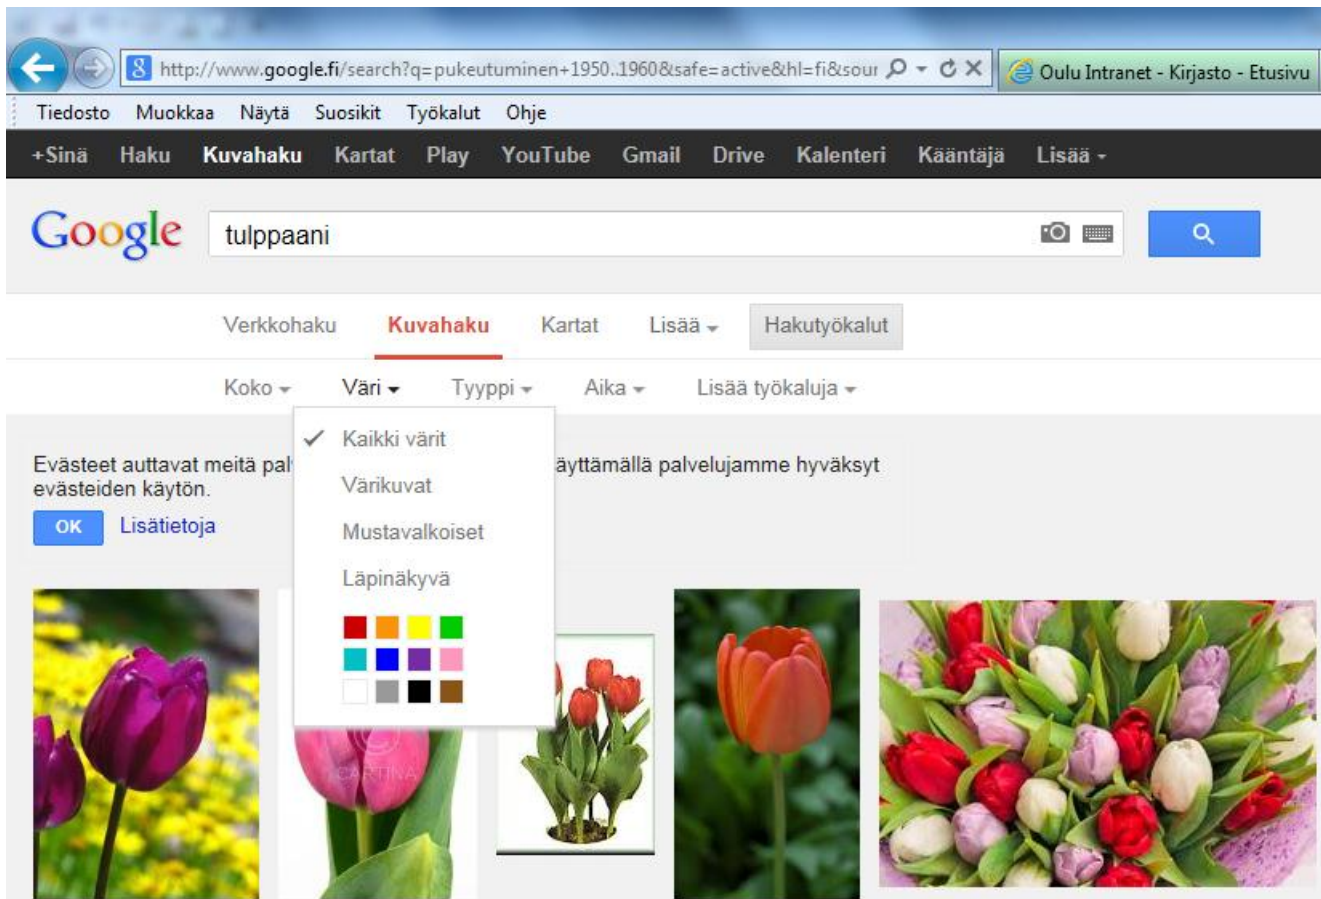 http://www.google.fi/search?q=pukeutuminen+1950..1960&safe=active&hl=fi&sour
Oulu Intranet - Kirjasto - Etusivu
Tiedosto Muokkaa Näytä Suosikit Työkalut Ohje
+Sinä Haku Kuvahaku Kartat Play YouTube Gmail Drive Kalenteri Kääntäjä Lisää
Google tulppaani
Verkkohaku Kuvahaku Kartat Lisää Hakutyökalut
Koko Väri Tyyppi Aika Lisää työkaluja
Kaikki värit
Värikuvat
Mustavalkoiset
Läpinäkyvä
Evästeet auttavat meitä äyttämällä palvelujamme hyväksyt
evästeiden käytön.
OK Lisätietoja
CARTINA